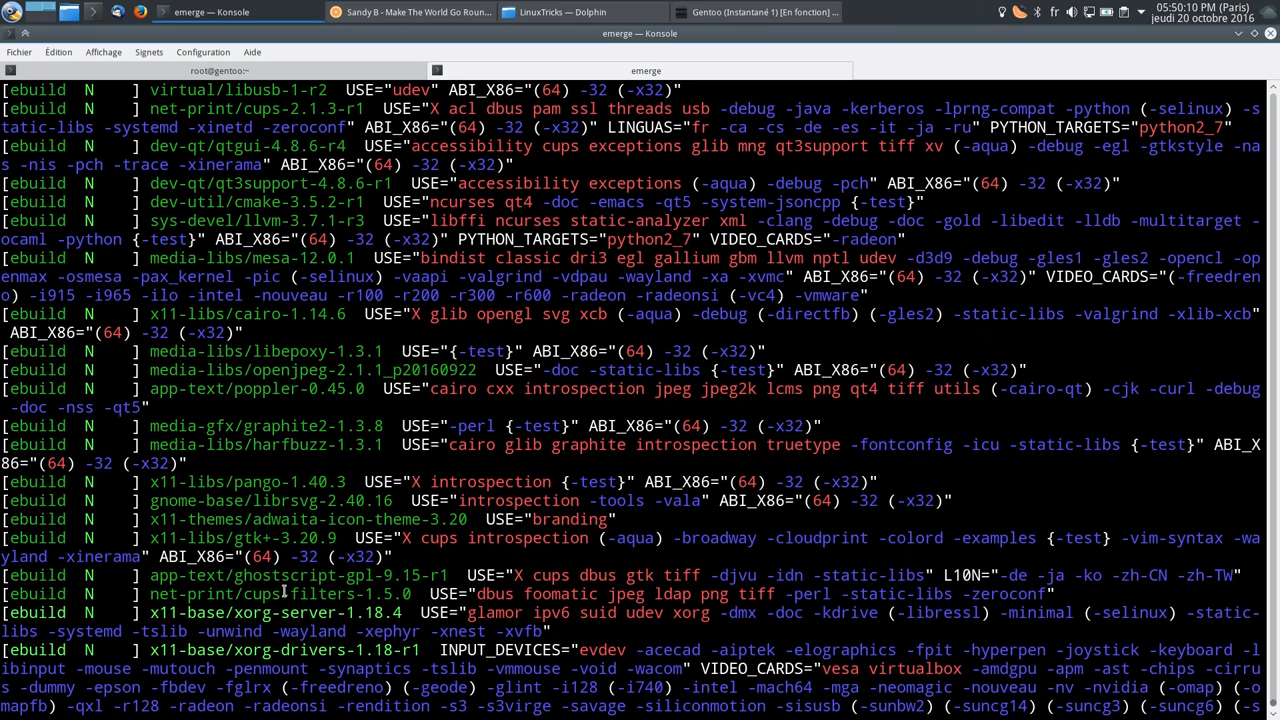 emerge — Konsole
Sandy B - Make The World Go Roun...
LinuxTricks — Dolphin
Gentoo (Instantané 1) [En fonction] ...
fr
05:50:10 PM (Paris)
jeudi 20 octobre 2016
emerge — Konsole
Fichier Édition Affichage Signets Configuration Aide
root@gentoo:~
emerge
[ebuild  N     ] virtual/libusb-1-r2  USE="udev" ABI_X86="(64) -32 (-x32)"
[ebuild  N     ] net-print/cups-2.1.3-r1  USE="X acl dbus pam ssl threads usb -debug -java -kerberos -lprng-compat -python (-selinux) -s
tatic-libs -systemd -xinetd -zeroconf" ABI_X86="(64) -32 (-x32)" LINGUAS="fr -ca -cs -de -es -it -ja -ru" PYTHON_TARGETS="python2_7"
[ebuild  N     ] dev-qt/qtgui-4.8.6-r4  USE="accessibility cups exceptions glib mng qt3support tiff xv (-aqua) -debug -egl -gtkstyle -na
s -nis -pch -trace -xinerama" ABI_X86="(64) -32 (-x32)"
[ebuild  N     ] dev-qt/qt3support-4.8.6-r1  USE="accessibility exceptions (-aqua) -debug -pch" ABI_X86="(64) -32 (-x32)"
[ebuild  N     ] dev-util/cmake-3.5.2-r1  USE="ncurses qt4 -doc -emacs -qt5 -system-jsoncpp {-test}"
[ebuild  N     ] sys-devel/llvm-3.7.1-r3  USE="libffi ncurses static-analyzer xml -clang -debug -doc -gold -libedit -lldb -multitarget -
ocaml -python {-test}" ABI_X86="(64) -32 (-x32)" PYTHON_TARGETS="python2_7" VIDEO_CARDS="-radeon"
[ebuild  N     ] media-libs/mesa-12.0.1  USE="bindist classic dri3 egl gallium gbm llvm nptl udev -d3d9 -debug -gles1 -gles2 -opencl -op
enmax -osmesa -pax_kernel -pic (-selinux) -vaapi -valgrind -vdpau -wayland -xa -xvmc" ABI_X86="(64) -32 (-x32)" VIDEO_CARDS="(-freedren
o) -i915 -i965 -ilo -intel -nouveau -r100 -r200 -r300 -r600 -radeon -radeonsi (-vc4) -vmware"
[ebuild  N     ] x11-libs/cairo-1.14.6  USE="X glib opengl svg xcb (-aqua) -debug (-directfb) (-gles2) -static-libs -valgrind -xlib-xcb"
ABI_X86="(64) -32 (-x32)"
[ebuild  N     ] media-libs/libepoxy-1.3.1  USE="{-test}" ABI_X86="(64) -32 (-x32)"
[ebuild  N     ] media-libs/openjpeg-2.1.1_p20160922  USE="-doc -static-libs {-test}" ABI_X86="(64) -32 (-x32)"
[ebuild  N     ] app-text/poppler-0.45.0  USE="cairo cxx introspection jpeg jpeg2k lcms png qt4 tiff utils (-cairo-qt) -cjk -curl -debug
-doc -nss -qt5"
[ebuild  N     ] media-gfx/graphite2-1.3.8  USE="-perl {-test}" ABI_X86="(64) -32 (-x32)"
[ebuild  N     ] media-libs/harfbuzz-1.3.1  USE="cairo glib graphite introspection truetype -fontconfig -icu -static-libs {-test}" ABI_X
86="(64) -32 (-x32)"
[ebuild  N     ] x11-libs/pango-1.40.3  USE="X introspection {-test}" ABI_X86="(64) -32 (-x32)"
[ebuild  N     ] gnome-base/librsvg-2.40.16  USE="introspection -tools -vala" ABI_X86="(64) -32 (-x32)"
[ebuild  N     ] x11-themes/adwaita-icon-theme-3.20  USE="branding"
[ebuild  N     ] x11-libs/gtk+-3.20.9  USE="X cups introspection (-aqua) -broadway -cloudprint -colord -examples {-test} -vim-syntax -wa
yland -xinerama" ABI_X86="(64) -32 (-x32)"
[ebuild  N     ] app-text/ghostscript-gpl-9.15-r1  USE="X cups dbus gtk tiff -djvu -idn -static-libs" L10N="-de -ja -ko -zh-CN -zh-TW"
[ebuild  N     ] net-print/cups-filters-1.5.0  USE="dbus foomatic jpeg ldap png tiff -perl -static-libs -zeroconf"
[ebuild  N     ] x11-base/xorg-server-1.18.4  USE="glamor ipv6 suid udev xorg -dmx -doc -kdrive (-libressl) -minimal (-selinux) -static-
libs -systemd -tslib -unwind -wayland -xephyr -xnest -xvfb"
[ebuild  N     ] x11-base/xorg-drivers-1.18-r1  INPUT_DEVICES="evdev -acecad -aiptek -elographics -fpit -hyperpen -joystick -keyboard -l
ibinput -mouse -mutouch -penmount -synaptics -tslib -vmmouse -void -wacom" VIDEO_CARDS="vesa virtualbox -amdgpu -apm -ast -chips -cirru
s -dummy -epson -fbdev -fglrx (-freedreno) (-geode) -glint -i128 (-i740) -intel -mach64 -mga -neomagic -nouveau -nv -nvidia (-omap) (-
omapfb) -qxl -r128 -radeon -radeonsi -rendition -s3 -s3virge -savage -siliconmotion -sisusb (-sunbw2) (-suncg14) (-suncg3) (-suncg6) (-s